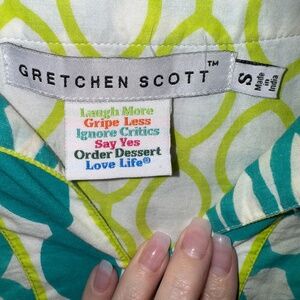 GRETCHEN SCOTT™
S
Made in
India
Laugh More
Gripe Less
Ignore Critics
Say Yes
Order Dessert
Love Life®